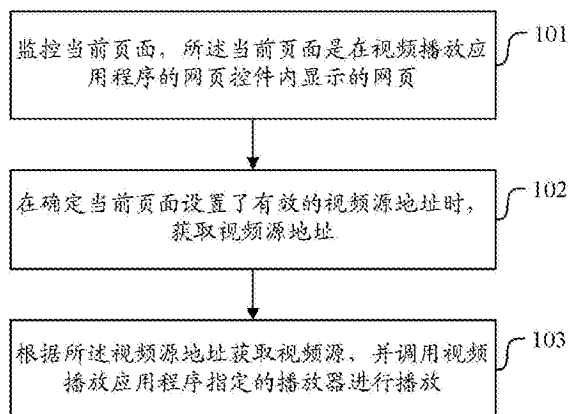 监控当前页面，所述当前页面是在视频播放应
用程序的网页控件内显示的网页
101
在确定当前页面设置了有效的视频源地址时，
获取视频源地址
102
根据所述视频源地址获取视频源，并调用视频
播放应用程序指定的播放器进行播放
103